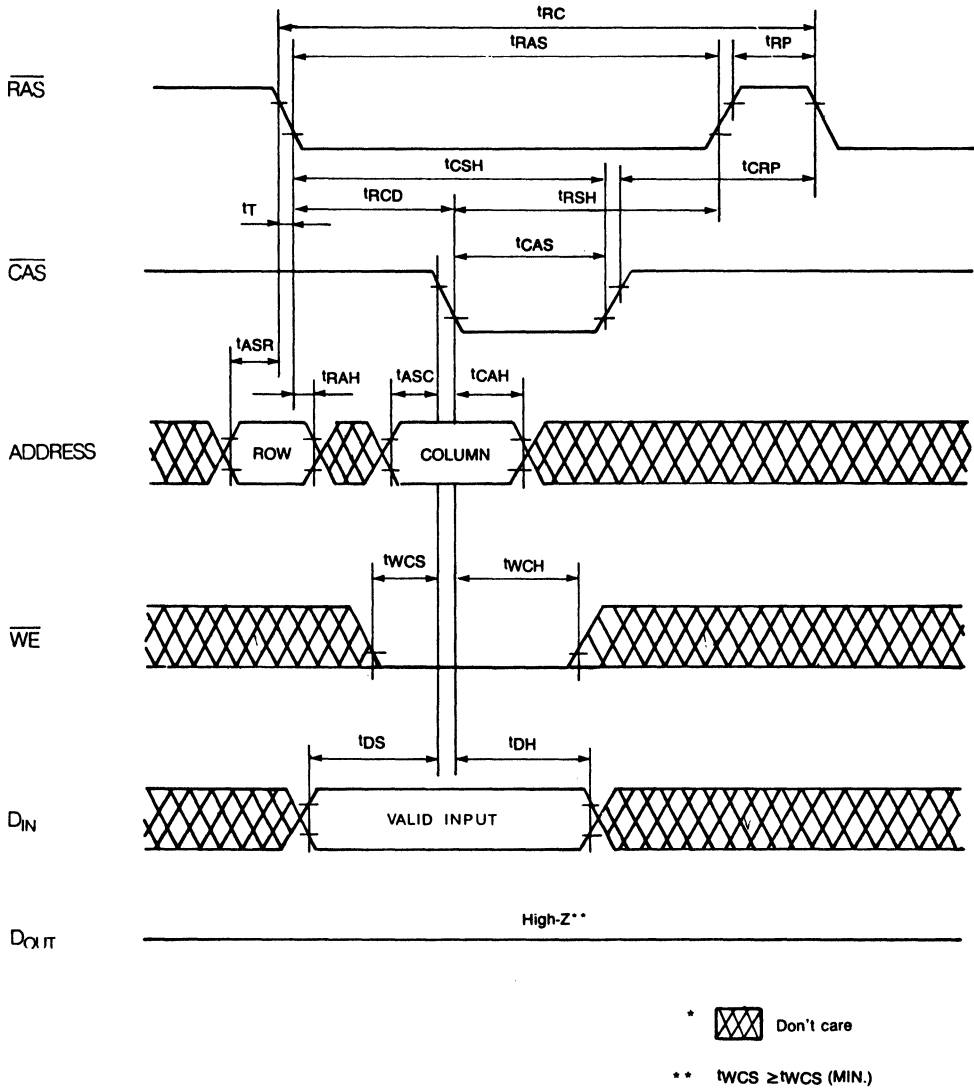 tRC
tRAS
tRP
RAS
tCSH
tCRP
tRCD
tRSH
tT
tCAS
CAS
tASR
tRAH
tASC
tCAH
ADDRESS
ROW
COLUMN
tWCS
tWCH
WE
tDS
tDH
DIN
VALID INPUT
High-Z**
DOUT
* Don't care
** tWCS ≥tWCS (MIN.)